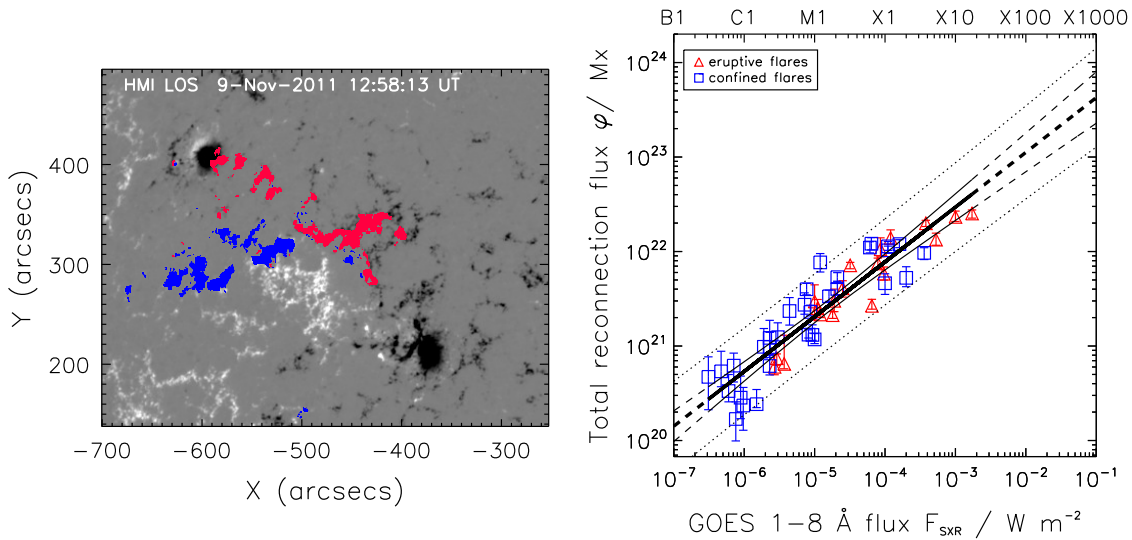 HMI LOS 9-Nov-2011 12:58:13 UT
Y (arcsecs)
400
300
200
-700 -600 -500 -400 -300
X (arcsecs)
B1 C1 M1 X1 X10 X100 X1000
eruptive flares
confined flares
Total reconnection flux φ/ Mx
10^24
10^23
10^22
10^21
10^20
10^-7 10^-6 10^-5 10^-4 10^-3 10^-2 10^-1
GOES 1-8 Å flux F_SXR / W m^-2